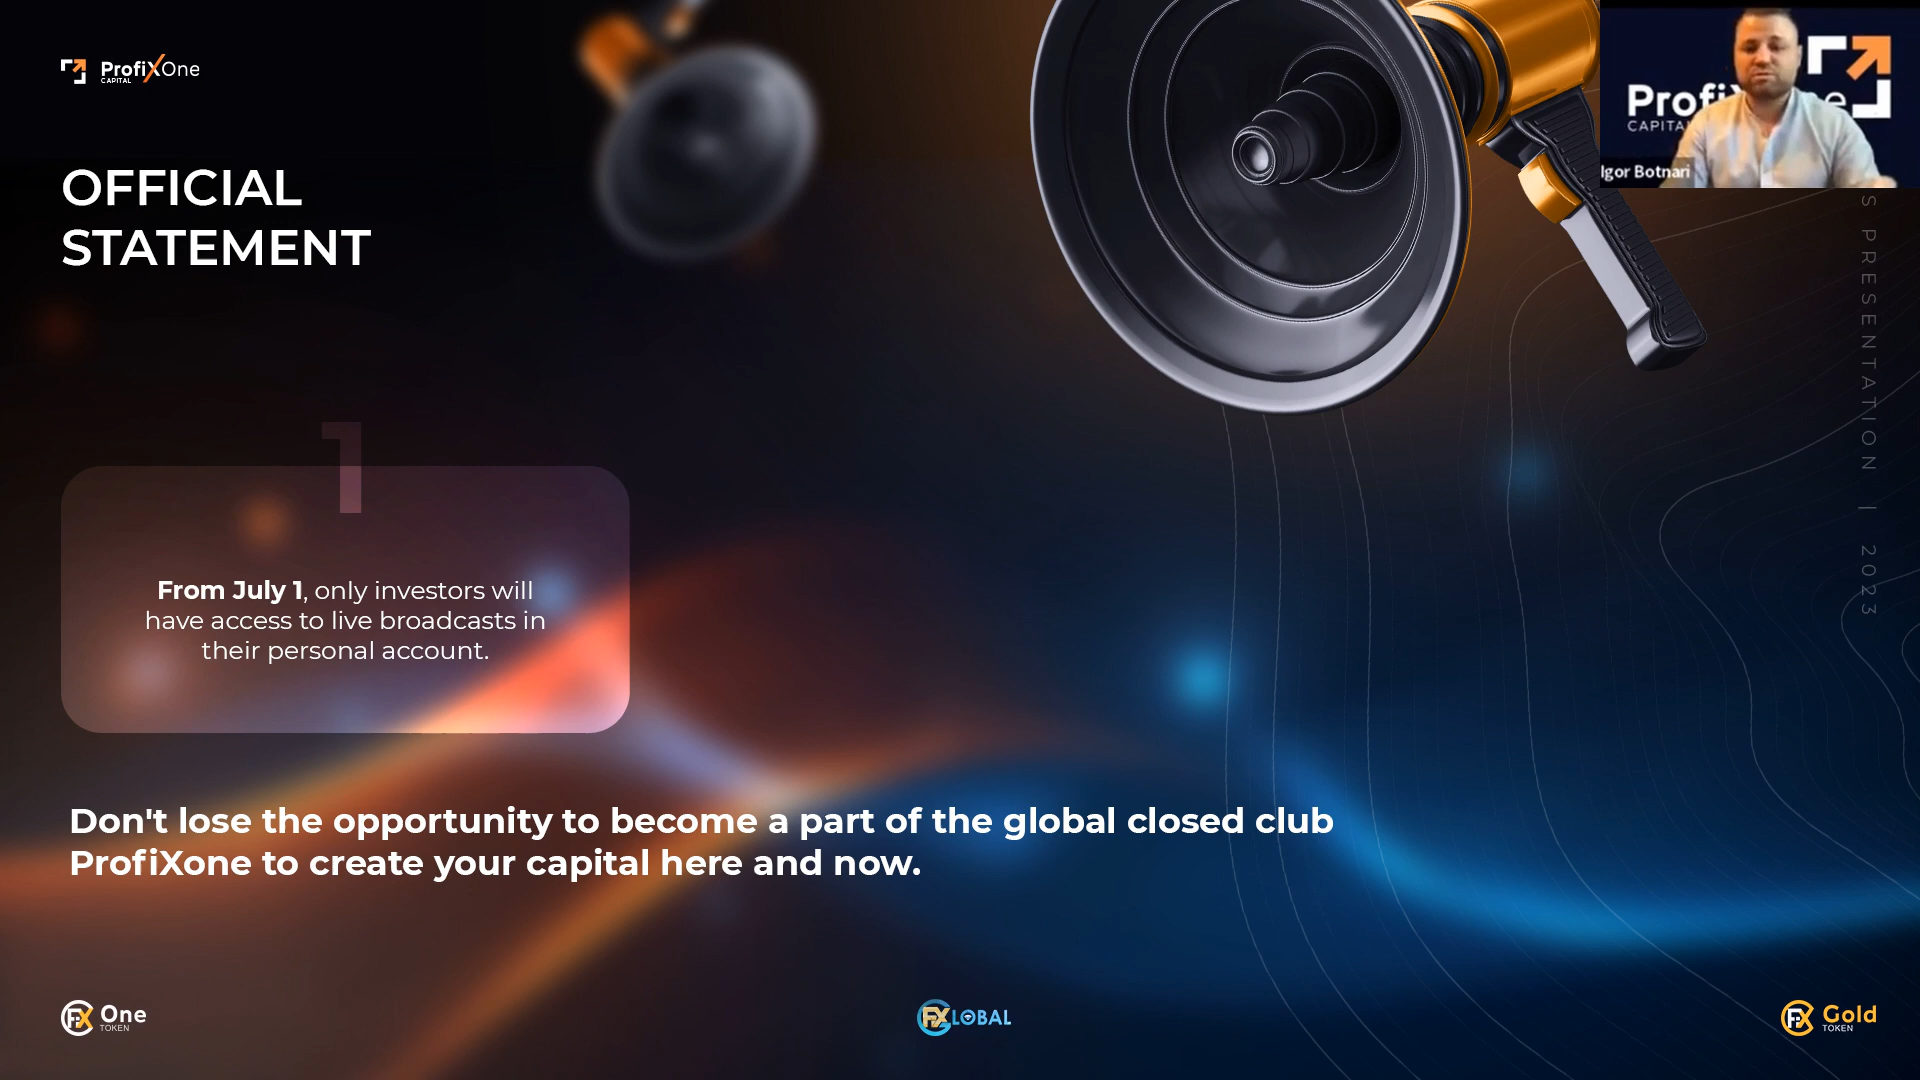 ProfiXOne
CAPITAL
OFFICIAL
STATEMENT
1
From July 1, only investors will
have access to live broadcasts in
their personal account.
Don't lose the opportunity to become a part of the global closed club
ProfiXone to create your capital here and now.
One
TOKEN
FXGLOBAL
Gold
TOKEN
Igor Botnari
S PRESENTATION | 2023